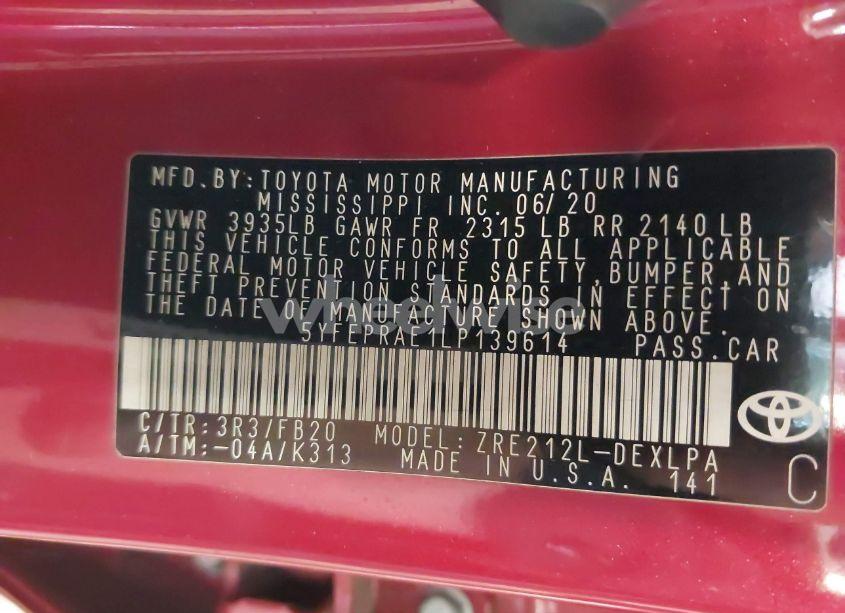 MFD.BY:TOYOTA MOTOR MANUFACTURING
MISSISSIPPI INC. 06/20
GVWR 3935LB GAWR FR 2315 LB RR 2140 LB
THIS VEHICLE CONFORMS TO ALL APPLICABLE
FEDERAL MOTOR VEHICLE SAFETY,BUMPER,AND
THEFT PREVENTION STANDARDS IN EFFECT ON
THE DATE OF MANUFACTURE SHOWN ABOVE.
5YFEPRAE1LP139614 PASS.CAR
C/TR:3R3/FB20 MODEL:ZRE212L-DEXLPA
A/TM:-04A/K313 MADE IN U.S.A. 141
C